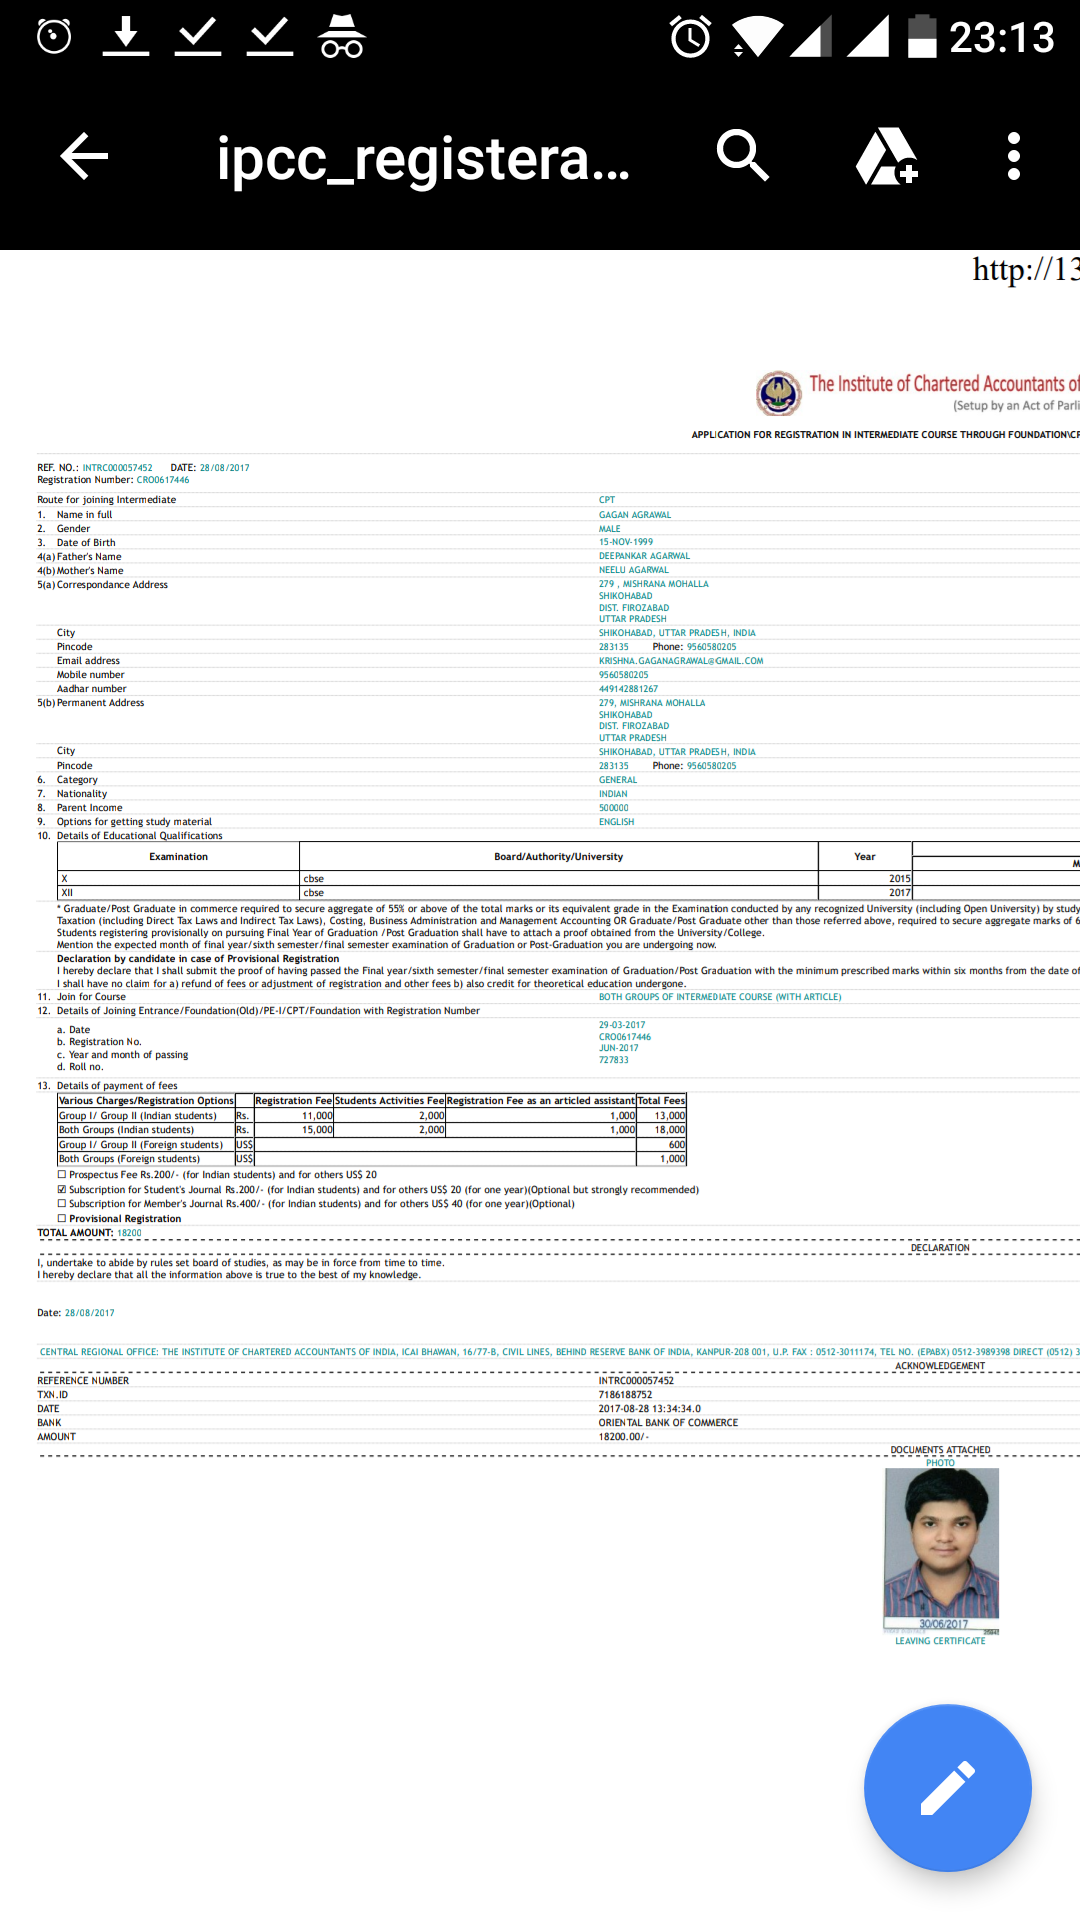 23:13
ipcc_registera...
http://13
The Institute of Chartered Accountants of
(Setup by an Act of Parli
APPLICATION FOR REGISTRATION IN INTERMEDIATE COURSE THROUGH FOUNDATION\CP
REF. NO.: INTRC000057452 DATE: 28/08/2017
Registration Number: CRO0617446
Route for joining Intermediate CPT
1. Name in full GAGAN AGRAWAL
2. Gender MALE
3. Date of Birth 15-NOV-1999
4(a) Father's Name DEEPANKAR AGARWAL
4(b) Mother's Name NEELU AGARWAL
5(a) Correspondance Address 279 , MISHRANA MOHALLA
SHIKOHABAD
DIST. FIROZABAD
UTTAR PRADESH
City SHIKOHABAD, UTTAR PRADESH, INDIA
Pincode 283135 Phone: 9560580205
Email address KRISHNA.GAGANAGRAWAL@GMAIL.COM
Mobile number 9560580205
Aadhar number 449142881267
5(b) Permanent Address 279, MISHRANA MOHALLA
SHIKOHABAD
DIST. FIROZABAD
UTTAR PRADESH
City SHIKOHABAD, UTTAR PRADESH, INDIA
Pincode 283135 Phone: 9560580205
6. Category GENERAL
7. Nationality INDIAN
8. Parent Income 500000
9. Options for getting study material ENGLISH
10. Details of Educational Qualifications
Examination Board/Authority/University Year
M
X cbse 2015
XII cbse 2017
* Graduate/Post Graduate in commerce required to secure aggregate of 55% or above of the total marks or its equivalent grade in the Examination conducted by any recognized University (including Open University) by study
Taxation (including Direct Tax Laws and Indirect Tax Laws), Costing, Business Administration and Management Accounting OR Graduate/Post Graduate other than those referred above, required to secure aggregate marks of 6
Students registering provisionally on pursuing Final Year of Graduation /Post Graduation shall have to attach a proof obtained from the University/College.
Mention the expected month of final year/sixth semester/final semester examination of Graduation or Post-Graduation you are undergoing now.
Declaration by candidate in case of Provisional Registration
I hereby declare that I shall submit the proof of having passed the Final year/sixth semester/final semester examination of Graduation/Post Graduation with the minimum prescribed marks within six months from the date of
I shall have no claim for a) refund of fees or adjustment of registration and other fees b) also credit for theoretical education undergone.
11. Join for Course BOTH GROUPS OF INTERMEDIATE COURSE (WITH ARTICLE)
12. Details of Joining Entrance/Foundation(Old)/PE-I/CPT/Foundation with Registration Number
a. Date 29-03-2017
b. Registration No. CRO0617446
c. Year and month of passing JUN-2017
d. Roll no. 727833
13. Details of payment of fees
Various Charges/Registration Options Registration Fee Students Activities Fee Registration Fee as an articled assistant Total Fees
Group I/ Group II (Indian students) Rs. 11,000 2,000 1,000 13,000
Both Groups (Indian students) Rs. 15,000 2,000 1,000 18,000
Group I/ Group II (Foreign students) US$ 600
Both Groups (Foreign students) US$ 1,000
☐ Prospectus Fee Rs.200/- (for Indian students) and for others US$ 20
☑ Subscription for Student's Journal Rs.200/- (for Indian students) and for others US$ 20 (for one year)(Optional but strongly recommended)
☐ Subscription for Member's Journal Rs.400/- (for Indian students) and for others US$ 40 (for one year)(Optional)
☐ Provisional Registration
TOTAL AMOUNT: 18200
DECLARATION
I, undertake to abide by rules set board of studies, as may be in force from time to time.
I hereby declare that all the information above is true to the best of my knowledge.
Date: 28/08/2017
CENTRAL REGIONAL OFFICE: THE INSTITUTE OF CHARTERED ACCOUNTANTS OF INDIA, ICAI BHAWAN, 16/77-B, CIVIL LINES, BEHIND RESERVE BANK OF INDIA, KANPUR-208 001, U.P. FAX : 0512-3011174, TEL NO. (EPABX) 0512-3989398 DIRECT (0512) 3
ACKNOWLEDGEMENT
REFERENCE NUMBER INTRC000057452
TXN.ID 7186188752
DATE 2017-08-28 13:34:34.0
BANK ORIENTAL BANK OF COMMERCE
AMOUNT 18200.00/-
DOCUMENTS ATTACHED
PHOTO
30/06/2017
LEAVING CERTIFICATE